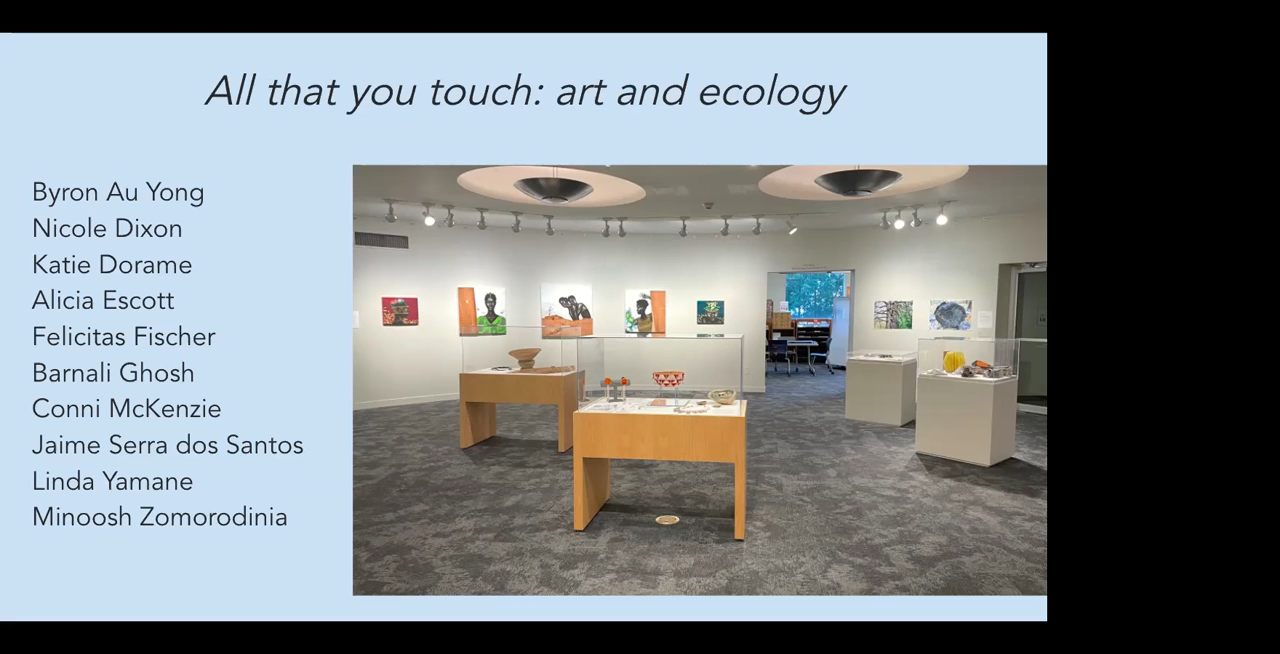 All that you touch: art and ecology
Byron Au Yong
Nicole Dixon
Katie Dorame
Alicia Escott
Felicitas Fischer
Barnali Ghosh
Conni McKenzie
Jaime Serra dos Santos
Linda Yamane
Minoosh Zomorodinia